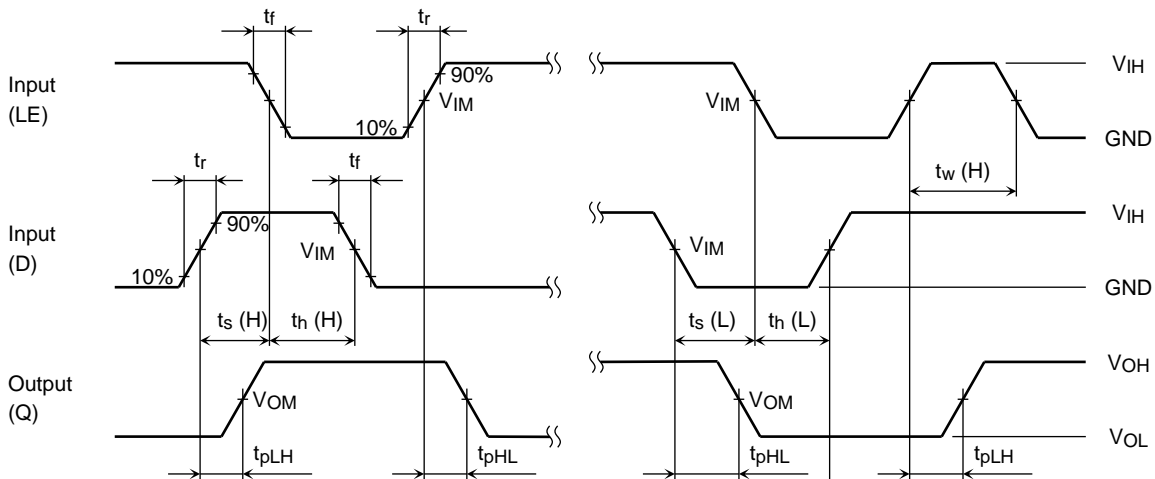 tf
tr
Input
(LE)
90%
VIM
10%
VIM
VIH
GND
tw (H)
tr
tf
Input
(D)
90%
VIM
10%
VIM
VIH
GND
ts (H)
th (H)
ts (L)
th (L)
Output
(Q)
VOM
VOM
VOH
VOL
tpLH
tpHL
tpHL
tpLH